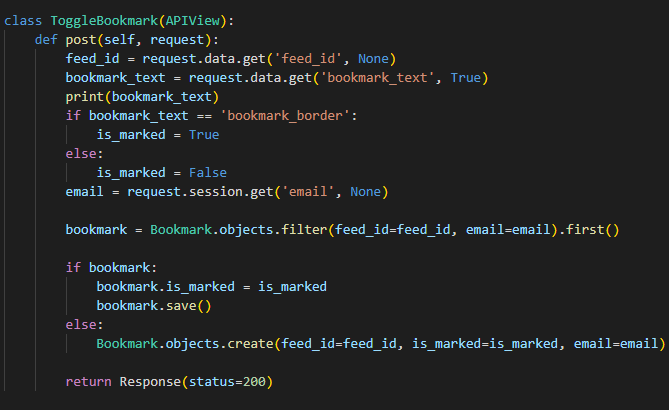 class ToggleBookmark(APIView):
    def post(self, request):
        feed_id = request.data.get('feed_id', None)
        bookmark_text = request.data.get('bookmark_text', True)
        print(bookmark_text)
        if bookmark_text == 'bookmark_border':
            is_marked = True
        else:
            is_marked = False
        email = request.session.get('email', None)

        bookmark = Bookmark.objects.filter(feed_id=feed_id, email=email).first()

        if bookmark:
            bookmark.is_marked = is_marked
            bookmark.save()
        else:
            Bookmark.objects.create(feed_id=feed_id, is_marked=is_marked, email=email)

        return Response(status=200)